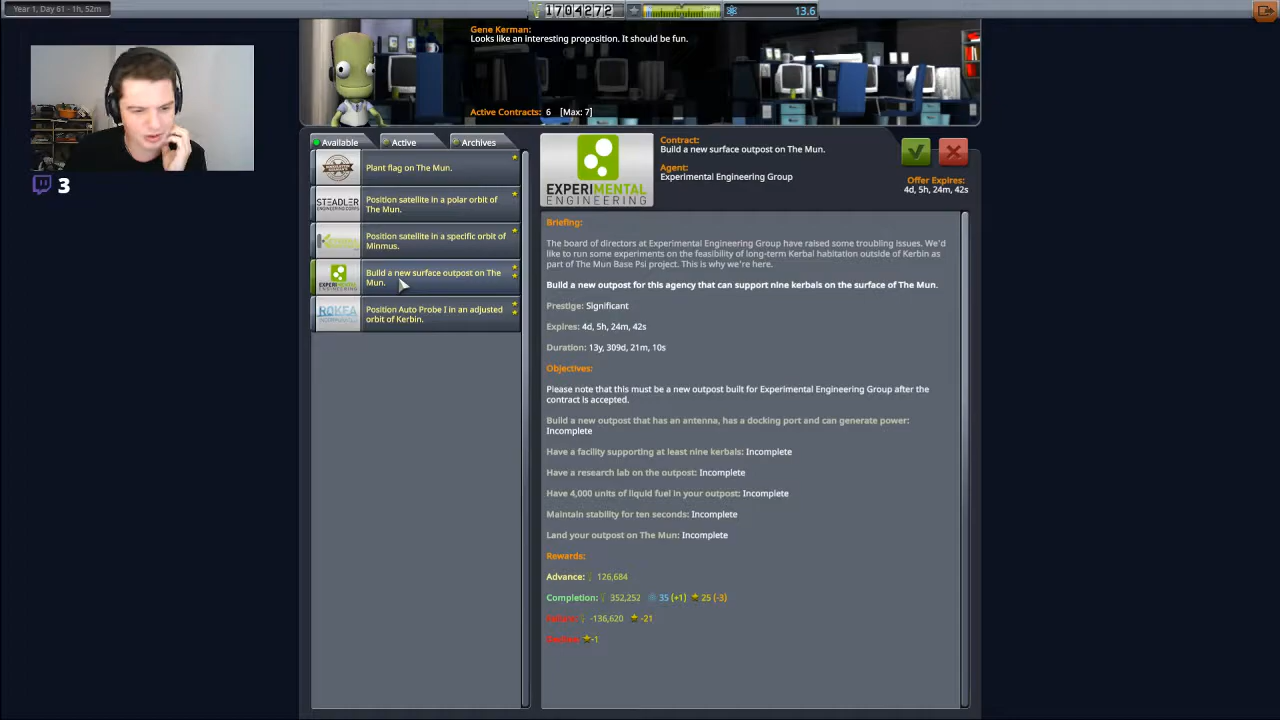 Year 1, Day 61 - 1h, 52m
1704272
13.6
Gene Kerman:
Looks like an interesting proposition. It should be fun.
Active Contracts: 6 [Max: 7]
Available
Active
Archives
Plant flag on The Mun.
STEADLER
ENGINEERING CORPS
Position satellite in a polar orbit of
The Mun.
Position satellite in a specific orbit of
Minmus.
EXPERIMENTAL
ENGINEERING
Build a new surface outpost on The
Mun.
ROKEA
Position Auto Probe I in an adjusted
orbit of Kerbin.
3
EXPERIMENTAL
ENGINEERING
Contract:
Build a new surface outpost on The Mun.
Agent:
Experimental Engineering Group
Offer Expires:
4d, 5h, 24m, 42s
Briefing:
The board of directors at Experimental Engineering Group have raised some troubling issues. We'd
like to run some experiments on the feasibility of long-term Kerbal habitation outside of Kerbin as
part of The Mun Base Psi project. This is why we're here.
Build a new outpost for this agency that can support nine kerbals on the surface of The Mun.
Prestige: Significant
Expires: 4d, 5h, 24m, 42s
Duration: 13y, 309d, 21m, 10s
Objectives:
Please note that this must be a new outpost built for Experimental Engineering Group after the
contract is accepted.
Build a new outpost that has an antenna, has a docking port and can generate power:
Incomplete
Have a facility supporting at least nine kerbals: Incomplete
Have a research lab on the outpost: Incomplete
Have 4,000 units of liquid fuel in your outpost: Incomplete
Maintain stability for ten seconds: Incomplete
Land your outpost on The Mun: Incomplete
Rewards:
Advance: 126,684
Completion: 352,252 35 (+1) 25 (-3)
-136,620 -21
-1